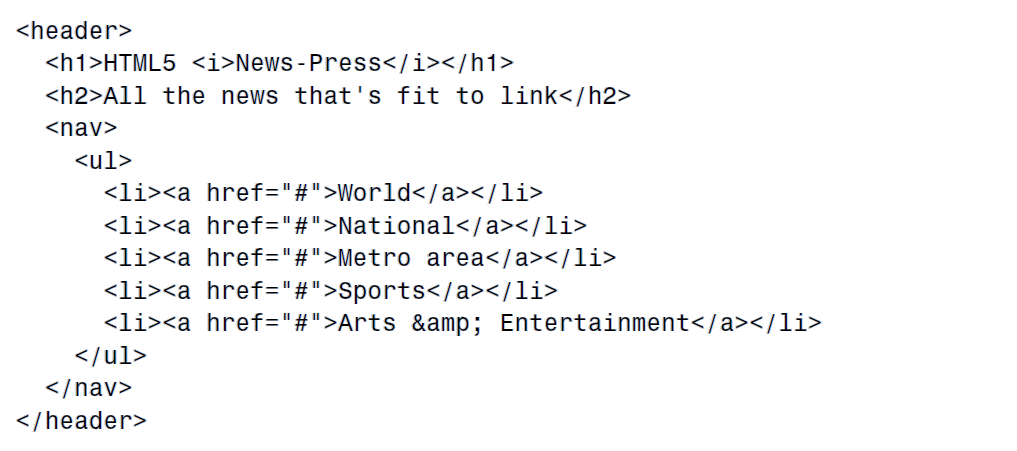 <header>
  <h1>HTML5 <i>News-Press</i></h1>
  <h2>All the news that's fit to link</h2>
  <nav>
    <ul>
      <li><a href="#">World</a></li>
      <li><a href="#">National</a></li>
      <li><a href="#">Metro area</a></li>
      <li><a href="#">Sports</a></li>
      <li><a href="#">Arts &amp; Entertainment</a></li>
    </ul>
  </nav>
</header>